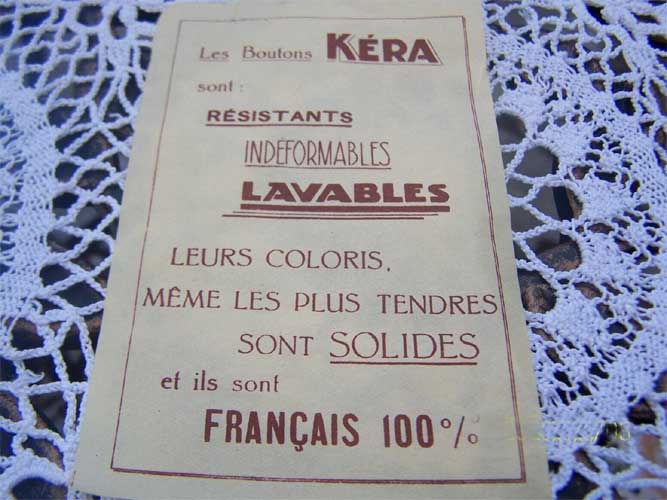 Les Boutons KÉRA
sont :
RÉSISTANTS
INDÉFORMABLES
LAVABLES
LEURS COLORIS,
MÊME LES PLUS TENDRES
SONT SOLIDES
et ils sont
FRANÇAIS 100%